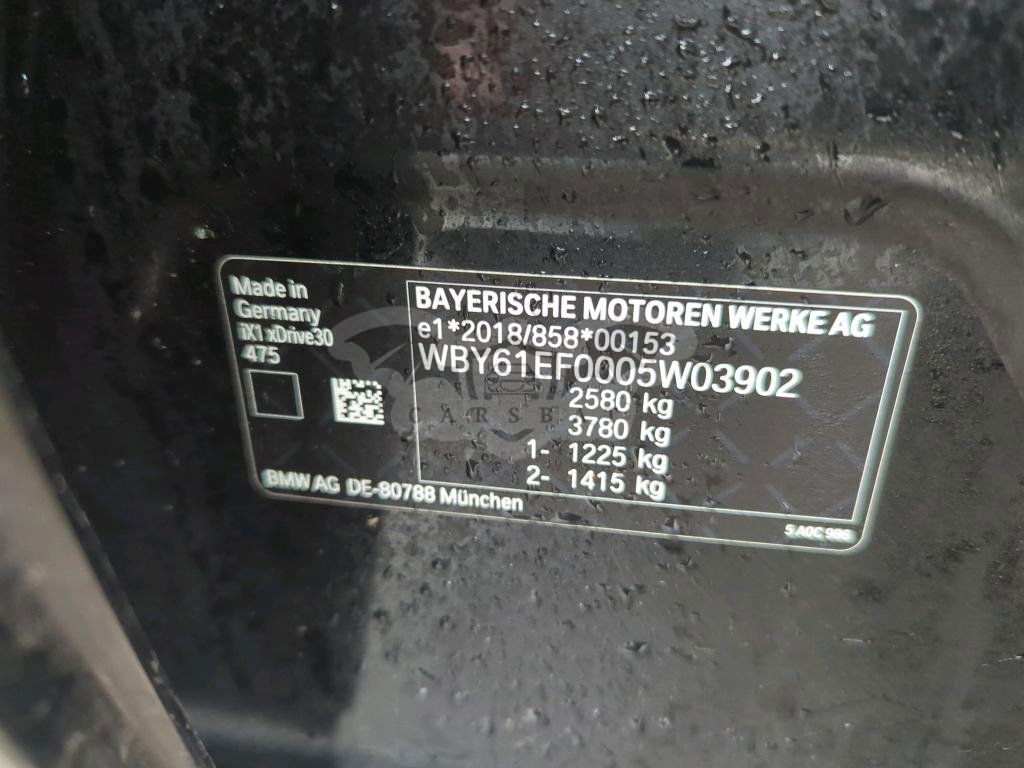 Made in
Germany
iX1 xDrive30
475
BAYERISCHE MOTOREN WERKE AG
e1*2018/858*00153
WBY61EF0005W03902
2580 kg
3780 kg
1- 1225 kg
2- 1415 kg
BMW AG DE-80788 München
5 A0C 986
CARSBAT